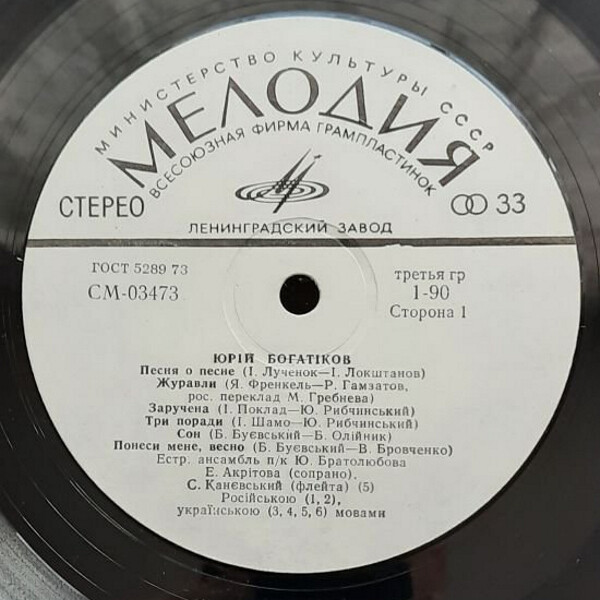 МИНИСТЕРСТВО КУЛЬТУРЫ СССР
МЕЛОДИЯ
ВСЕСОЮЗНАЯ ФИРМА ГРАМПЛАСТИНОК
СТЕРЕО
33
ЛЕНИНГРАДСКИЙ ЗАВОД
ГОСТ 5289 73
третья гр
СМ-03473
1-90
Сторона 1
ЮРІЙ БОГАТІКОВ
Песня о песне (І. Лученок—І. Локштанов)
Журавли (Я. Френкель—Р. Гамзатов,
рос. переклад М. Гребнева)
Заручена (І. Поклад—Ю. Рибчинський)
Три поради (І. Шамо—Ю. Рибчинський)
Сон (Б. Буєвський—Б. Олійник)
Понеси мене, весно (Б. Буєвський—В. Бровченко)
Естр. ансамбль п/к Ю. Братолюбова
Е. Акрітова (сопрано).
С. Канєвський (флейта) (5)
Російською (1, 2),
українською (3, 4, 5, 6) мовами